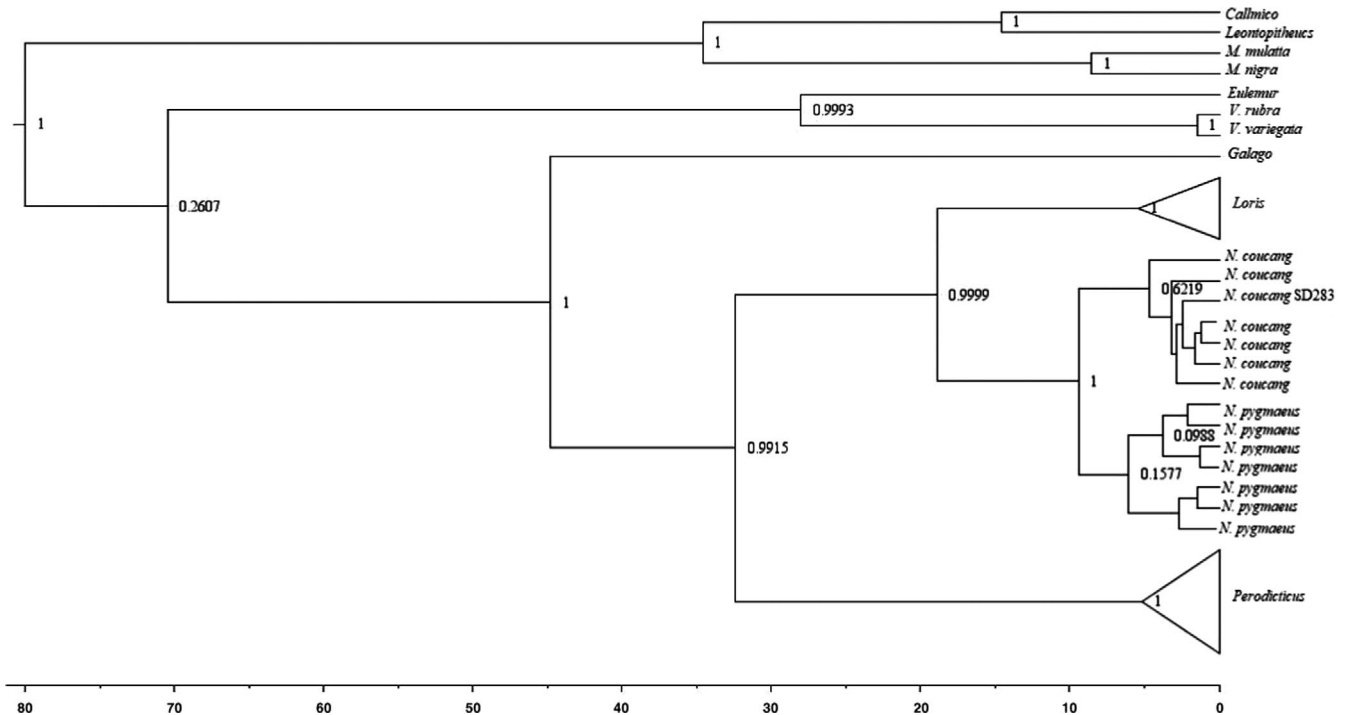 Callmico
1
Leontopitheucs
M. mulatta
1
1
M. nigra
Eulemur
0.9993
V. rubra
1
1
V. variegata
Galago
0.2607
Loris
1
N. coucang
N. coucang
0.6219
N. coucang SD283
0.9999
1
N. coucang
N. coucang
N. coucang
N. coucang
1
N. pygmaeus
N. pygmaeus
0.0988
N. pygmaeus
0.9915
N. pygmaeus
0.1577
N. pygmaeus
N. pygmaeus
N. pygmaeus
Perodicticus
1
80 70 60 50 40 30 20 10 0